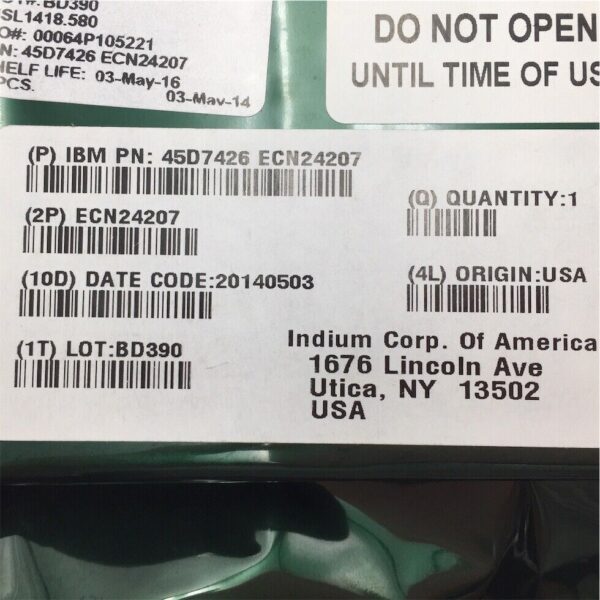 BD390
SL1418.580
O#: 00064P105221
N: 45D7426 ECN24207
HELF LIFE: 03-May-16
PCS.
03-May-14
DO NOT OPEN
UNTIL TIME OF US
(P) IBM PN: 45D7426 ECN24207
(2P) ECN24207
(10D) DATE CODE:20140503
(1T) LOT:BD390
(Q) QUANTITY:1
(4L) ORIGIN:USA
Indium Corp. Of America
1676 Lincoln Ave
Utica, NY 13502
USA